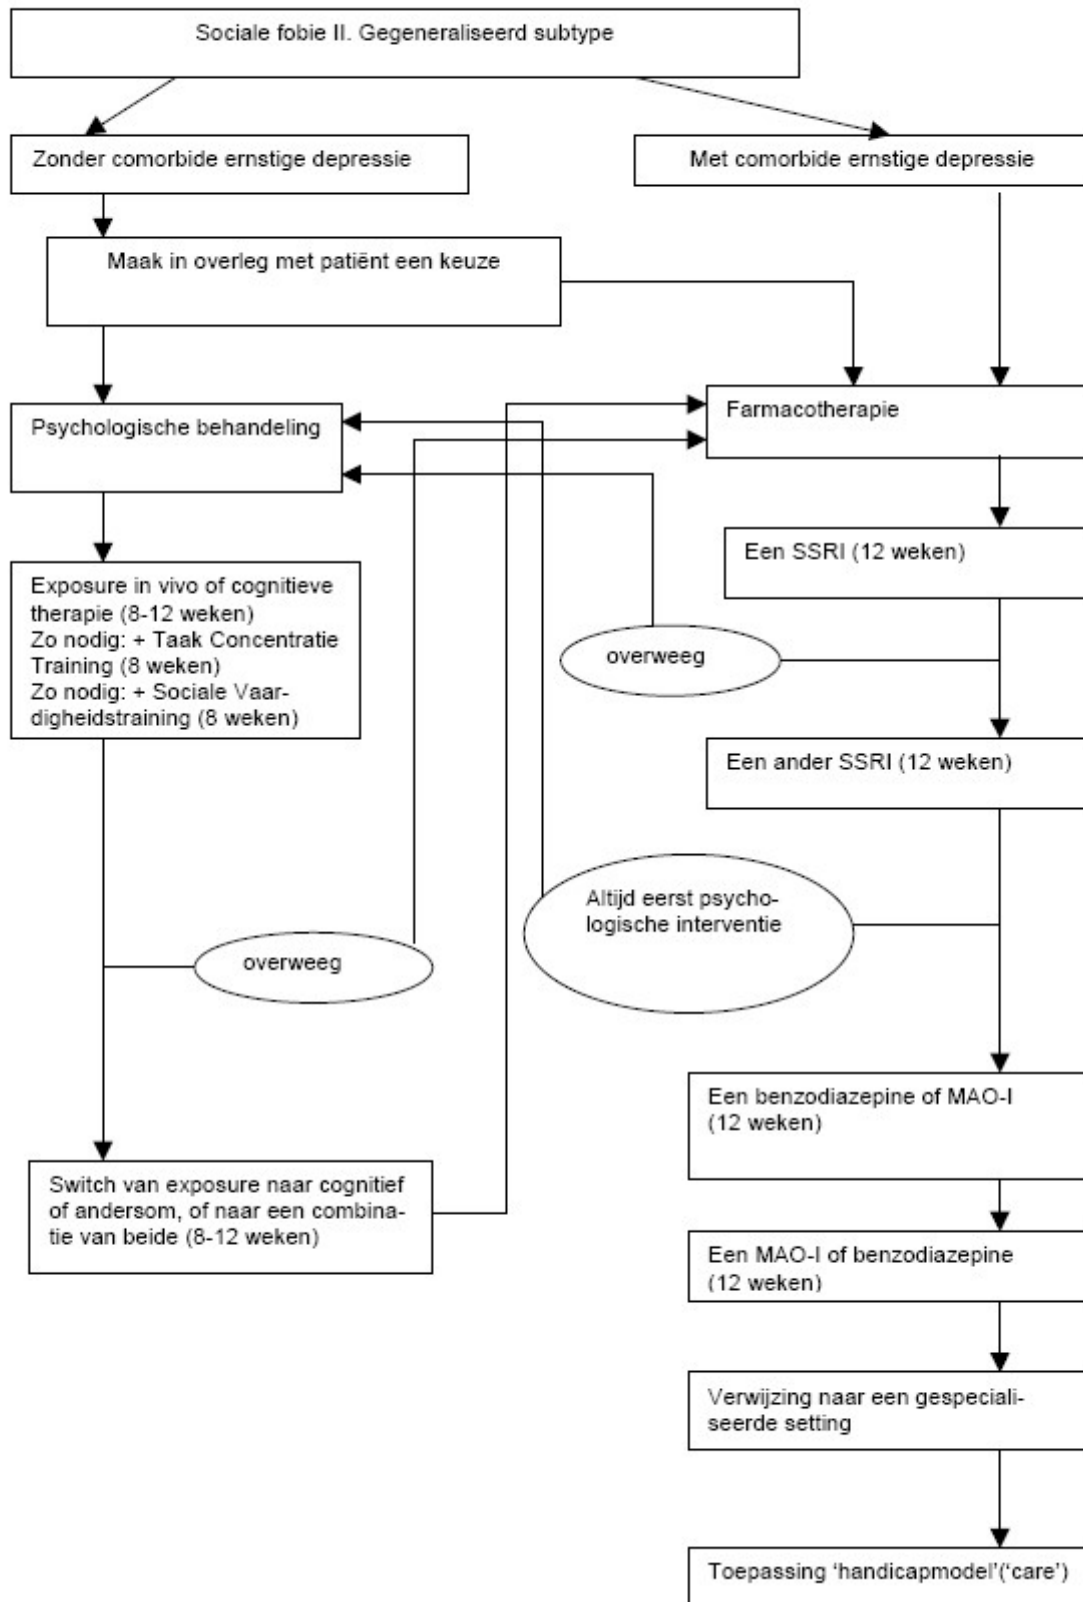 Sociale fobie II. Gegeneraliseerd subtype
Zonder comorbide ernstige depressie
Met comorbide ernstige depressie
Maak in overleg met patiënt een keuze
Psychologische behandeling
Farmacotherapie
Een SSRI (12 weken)
Exposure in vivo of cognitieve
therapie (8-12 weken)
Zo nodig: + Taak Concentratie
Training (8 weken)
Zo nodig: + Sociale Vaar-
digheidstraining (8 weken)
overweeg
Een ander SSRI (12 weken)
Altijd eerst psycho-
logische interventie
overweeg
Een benzodiazepine of MAO-I
(12 weken)
Switch van exposure naar cognitief
of andersom, of naar een combina-
tie van beide (8-12 weken)
Een MAO-I of benzodiazepine
(12 weken)
Verwijzing naar een gespeciali-
seerde setting
Toepassing ‘handicapmodel’(‘care’)